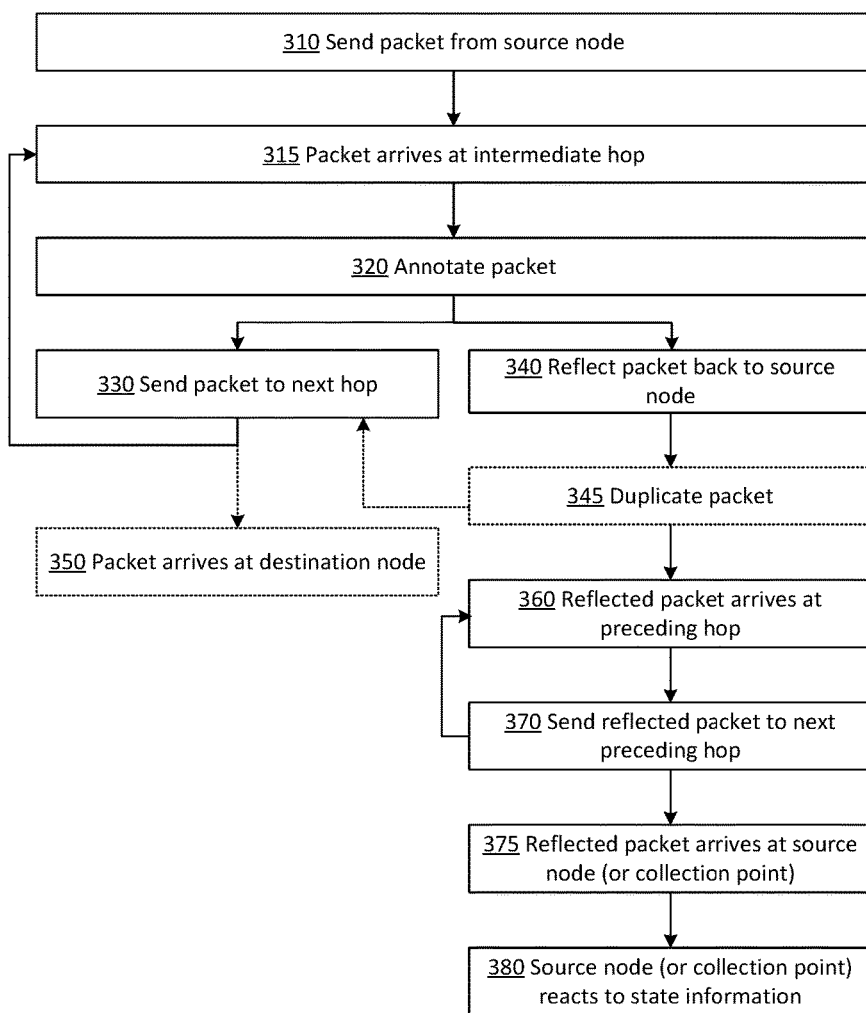 310 Send packet from source node
315 Packet arrives at intermediate hop
320 Annotate packet
330 Send packet to next hop
340 Reflect packet back to source
node
345 Duplicate packet
350 Packet arrives at destination node
360 Reflected packet arrives at
preceding hop
370 Send reflected packet to next
preceding hop
375 Reflected packet arrives at source
node (or collection point)
380 Source node (or collection point)
reacts to state information